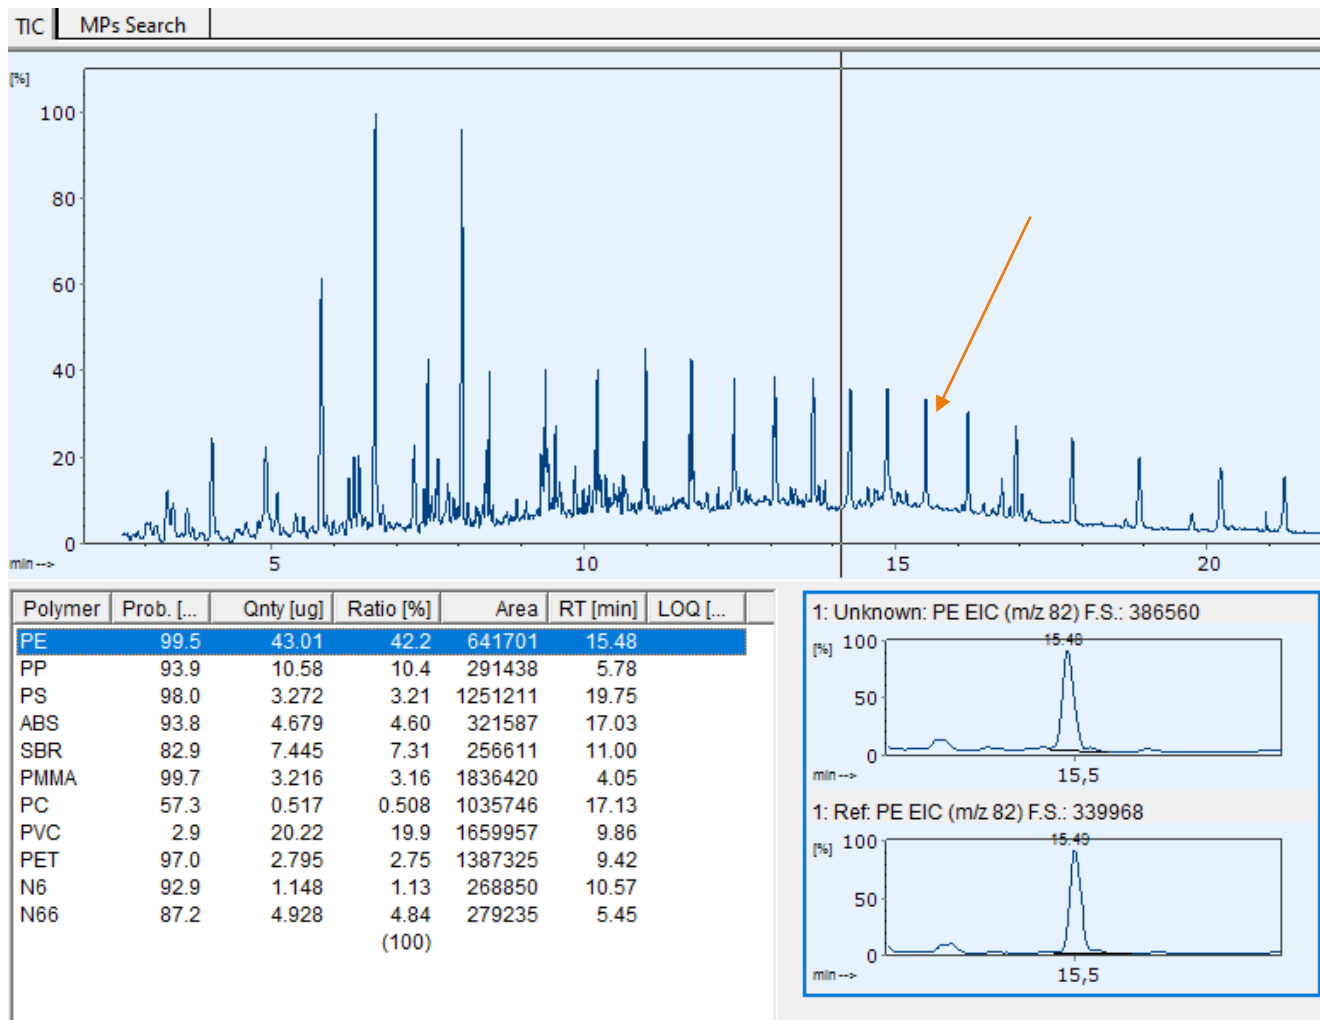 TIC MPs Search
[%]
100
80
60
40
20
0
min --> 5 10 15 20
Polymer Prob. [... Qnty [ug] Ratio [%] Area RT [min] LOQ [...
PE 99.5 43.01 42.2 641701 15.48
PP 93.9 10.58 10.4 291438 5.78
PS 98.0 3.272 3.21 1251211 19.75
ABS 93.8 4.679 4.60 321587 17.03
SBR 82.9 7.445 7.31 256611 11.00
PMMA 99.7 3.216 3.16 1836420 4.05
PC 57.3 0.517 0.508 1035746 17.13
PVC 2.9 20.22 19.9 1659957 9.86
PET 97.0 2.795 2.75 1387325 9.42
N6 92.9 1.148 1.13 268850 10.57
N66 87.2 4.928 4.84 279235 5.45
(100)
1: Unknown: PE EIC (m/z 82) F.S.: 386560
15.48
[%] 100
50
0
min --> 15,5
1: Ref: PE EIC (m/z 82) F.S.: 339968
15.49
[%] 100
50
0
min --> 15,5